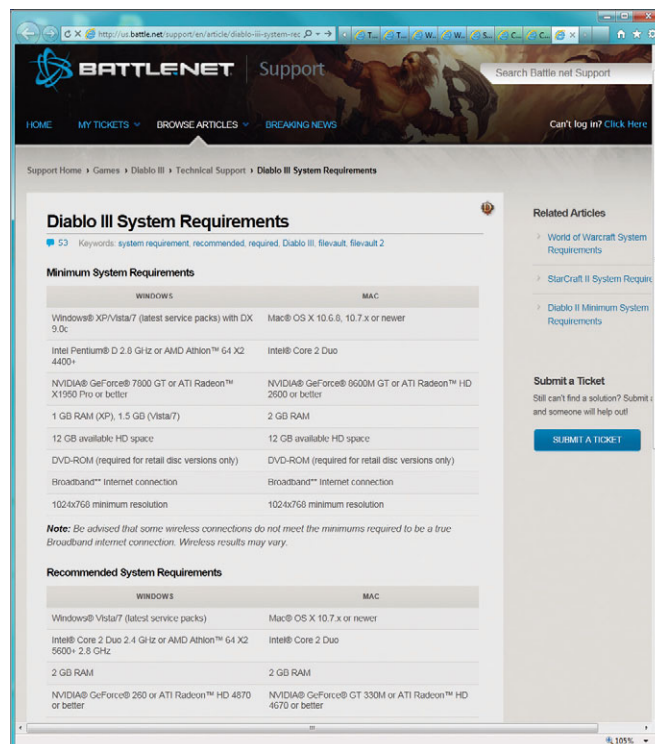 http://us.battle.net/support/en/article/diablo-iii-system-rec
T... T... W... W... S... C... C...
BATTLE.NET Support
Search Battle net Support
HOME MY TICKETS BROWSE ARTICLES BREAKING NEWS
Can't log in? Click Here
Support Home › Games › Diablo III › Technical Support › Diablo III System Requirements
Diablo III System Requirements
53 Keywords: system requirement, recommended, required, Diablo III, filevault, filevault 2
Minimum System Requirements
WINDOWS MAC
Windows® XP/Vista/7 (latest service packs) with DX 9.0c
Mac® OS X 10.6.8, 10.7.x or newer
Intel Pentium® D 2.8 GHz or AMD Athlon™ 64 X2 4400+
Intel® Core 2 Duo
NVIDIA® GeForce® 7800 GT or ATI Radeon™ X1950 Pro or better
NVIDIA® GeForce® 8600M GT or ATI Radeon™ HD 2600 or better
1 GB RAM (XP), 1.5 GB (Vista/7)
2 GB RAM
12 GB available HD space
12 GB available HD space
DVD-ROM (required for retail disc versions only)
DVD-ROM (required for retail disc versions only)
Broadband** Internet connection
Broadband** Internet connection
1024x768 minimum resolution
1024x768 minimum resolution
Note: Be advised that some wireless connections do not meet the minimums required to be a true
Broadband internet connection. Wireless results may vary.
Recommended System Requirements
WINDOWS MAC
Windows® Vista/7 (latest service packs)
Mac® OS X 10.7.x or newer
Intel® Core 2 Duo 2.4 GHz or AMD Athlon™ 64 X2 5600+ 2.8 GHz
Intel® Core 2 Duo
2 GB RAM
2 GB RAM
NVIDIA® GeForce® 260 or ATI Radeon™ HD 4870 or better
NVIDIA® GeForce® GT 330M or ATI Radeon™ HD 4670 or better
Related Articles
World of Warcraft System
Requirements
StarCraft II System Require
Diablo II Minimum System
Requirements
Submit a Ticket
Still can't find a solution? Submit a
and someone will help out!
SUBMIT A TICKET
105%